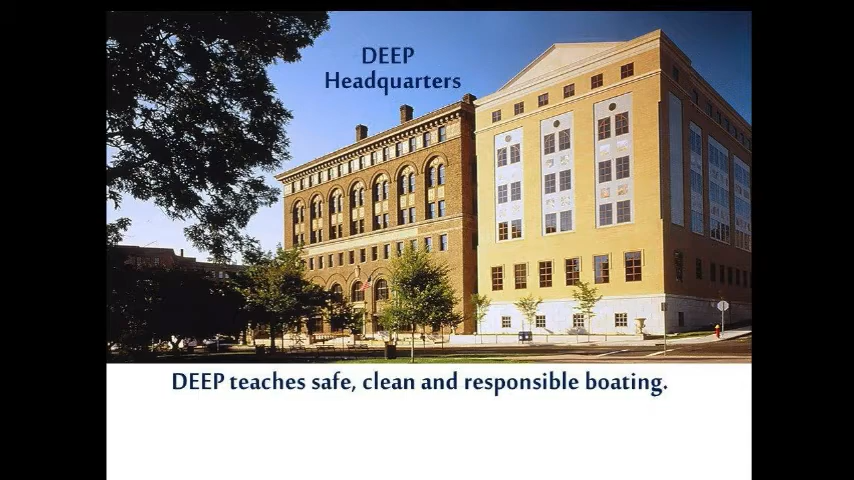 DEEP
Headquarters
DEEP teaches safe, clean and responsible boating.